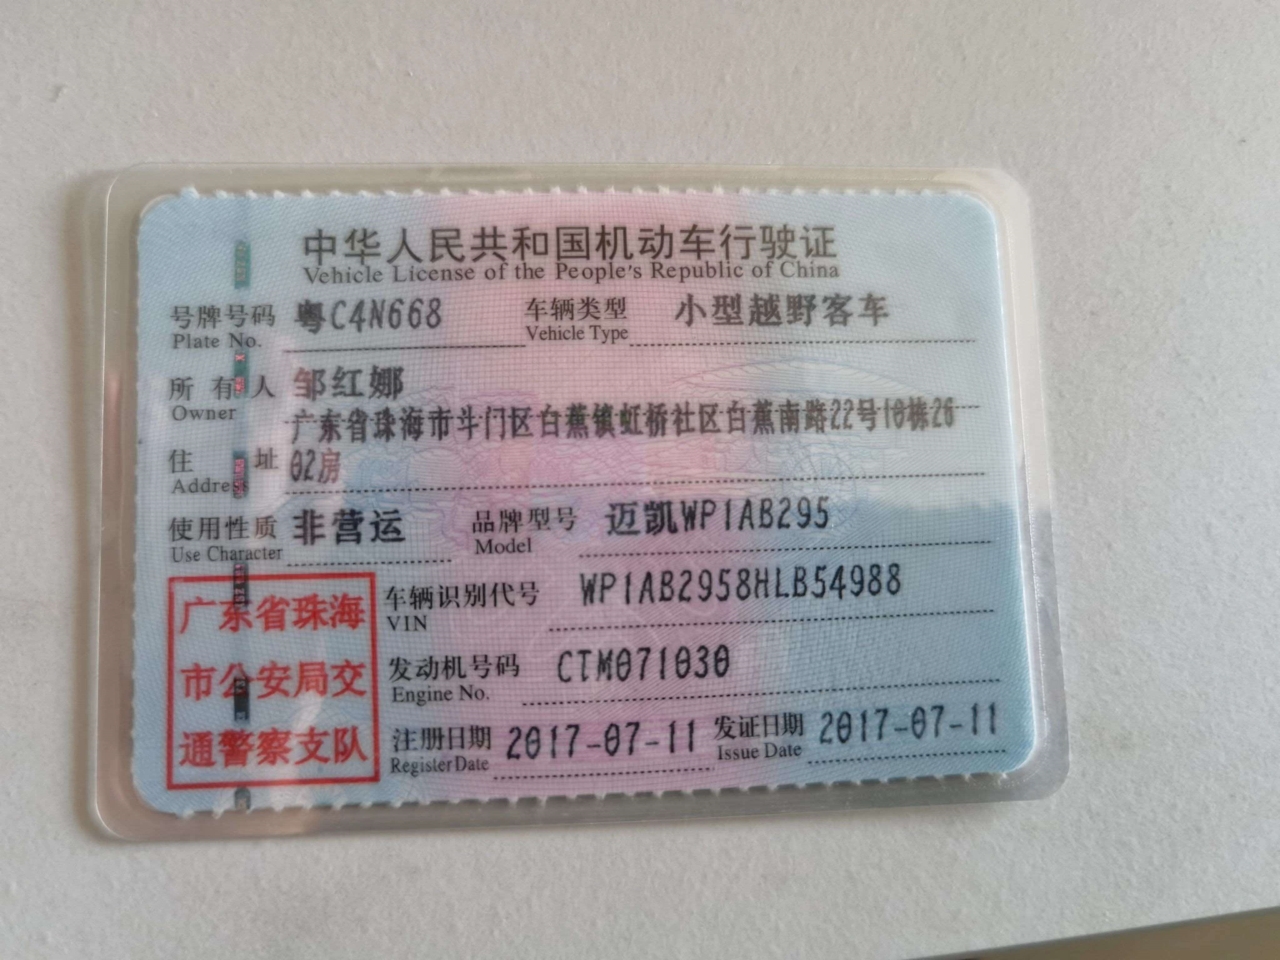 中华人民共和国机动车行驶证
Vehicle License of the People's Republic of China
号牌号码 粤C4N668 车辆类型 小型越野客车
Plate No. Vehicle Type
所有人 邹红娜
Owner
广东省珠海市斗门区白蕉镇虹桥社区白蕉南路22号10栋26
住址 02房
Address
使用性质 非营运 品牌型号 迈凯WP1AB295
Use Character Model
车辆识别代号 WP1AB2958HLB54988
VIN
发动机号码 CTM071030
Engine No.
注册日期 2017-07-11 发证日期 2017-07-11
Register Date Issue Date
广东省珠海
市公安局交
通警察支队